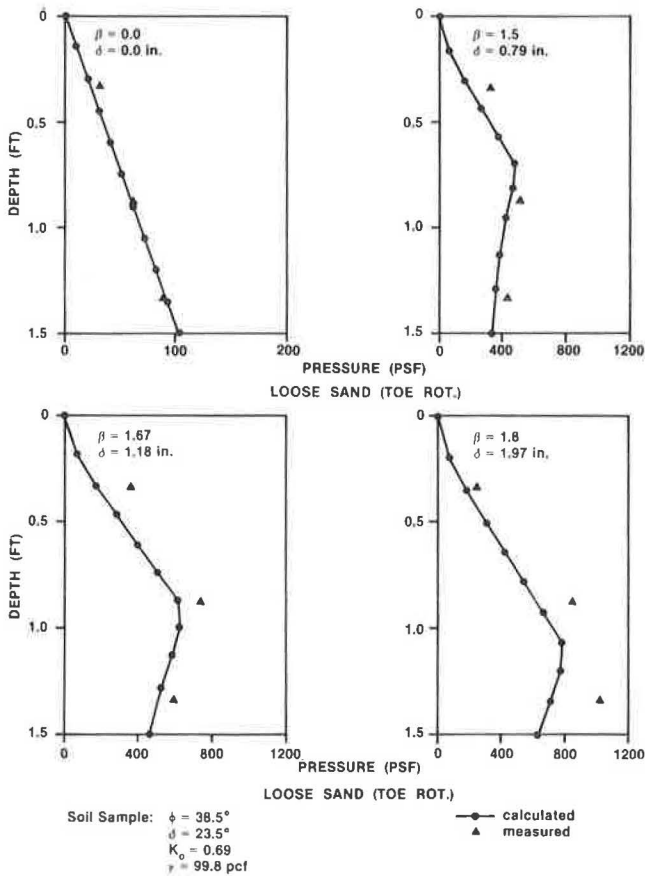 β = 0.0
δ = 0.0 in.
0
0.5
1.0
1.5
DEPTH (FT)
0
100
200
β = 1.5
δ = 0.79 in.
0
0.5
1.0
1.5
0
400
800
1200
PRESSURE (PSF)
LOOSE SAND (TOE ROT.)
β = 1.67
δ = 1.18 in.
0
0.5
1.0
1.5
DEPTH (FT)
0
400
800
1200
β = 1.8
δ = 1.97 in.
0
0.5
1.0
1.5
0
400
800
1200
PRESSURE (PSF)
LOOSE SAND (TOE ROT.)
Soil Sample: ϕ = 38.5°
δ = 23.5°
Ko = 0.69
γ = 99.8 pcf
calculated
measured